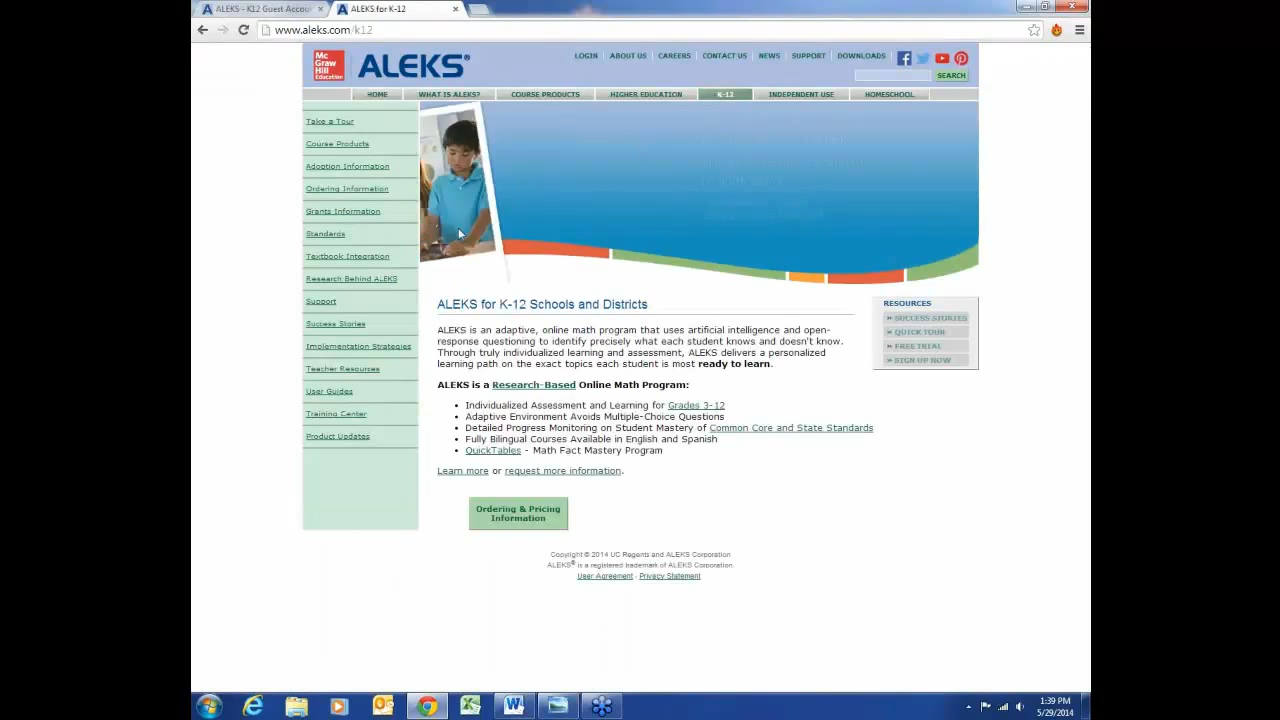 ALEKS - K12 Guest Accou
ALEKS for K-12
www.aleks.com/k12
Mc
Graw
Hill
Education
ALEKS®
LOGIN
ABOUT US
CAREERS
CONTACT US
NEWS
SUPPORT
DOWNLOADS
SEARCH
HOME
WHAT IS ALEKS?
COURSE PRODUCTS
HIGHER EDUCATION
K-12
INDEPENDENT USE
HOMESCHOOL
Take a Tour
Course Products
Adoption Information
Ordering Information
Grants Information
Standards
Textbook Integration
Research Behind ALEKS
Support
Success Stories
Implementation Strategies
Teacher Resources
User Guides
Training Center
Product Updates
ALEKS for K-12 Schools and Districts
ALEKS is an adaptive, online math program that uses artificial intelligence and open-
response questioning to identify precisely what each student knows and doesn't know.
Through truly individualized learning and assessment, ALEKS delivers a personalized
learning path on the exact topics each student is most ready to learn.
ALEKS is a Research-Based Online Math Program:
• Individualized Assessment and Learning for Grades 3-12
• Adaptive Environment Avoids Multiple-Choice Questions
• Detailed Progress Monitoring on Student Mastery of Common Core and State Standards
• Fully Bilingual Courses Available in English and Spanish
• QuickTables - Math Fact Mastery Program
Learn more or request more information.
Ordering & Pricing
Information
RESOURCES
» SUCCESS STORIES
» QUICK TOUR
» FREE TRIAL
» SIGN UP NOW
Copyright © 2014 UC Regents and ALEKS Corporation
ALEKS® is a registered trademark of ALEKS Corporation.
User Agreement - Privacy Statement
1:39 PM
5/29/2014